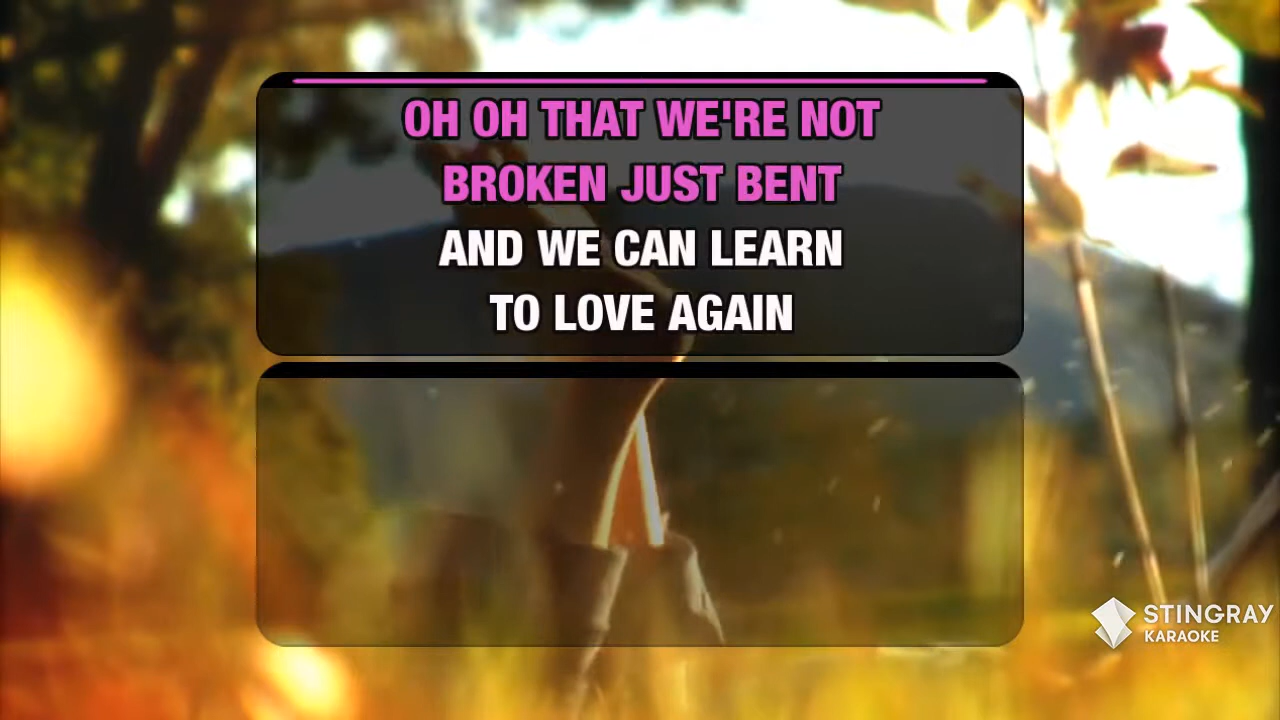 OH OH THAT WE'RE NOT
BROKEN JUST BENT
AND WE CAN LEARN
TO LOVE AGAIN
STINGRAY
KARAOKE